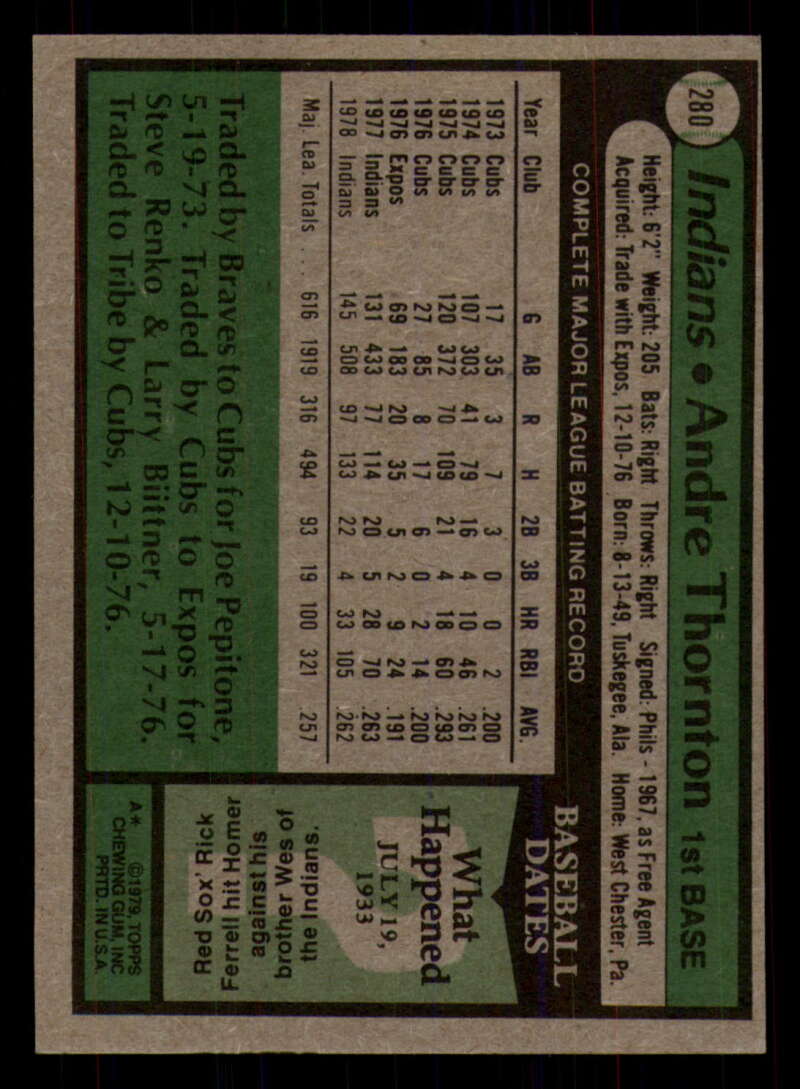 280
Indians • Andre Thornton 1st BASE
Height: 6'2" Weight: 205 Bats: Right Throws: Right Signed: Phils - 1967, as Free Agent
Acquired: Trade with Expos, 12-10-76 Born: 8-13-49, Tuskegee, Ala. Home: West Chester, Pa.
COMPLETE MAJOR LEAGUE BATTING RECORD
Year Club G AB R H 2B 3B HR RBI AVG.
1973 Cubs 17 35 3 7 3 0 0 2 .200
1974 Cubs 107 303 41 79 16 4 10 46 .261
1975 Cubs 120 372 70 109 21 4 18 60 .293
1976 Cubs 27 85 8 17 6 0 2 14 .200
1976 Expos 69 183 20 35 5 2 9 24 .191
1977 Indians 131 433 77 114 20 5 28 70 .263
1978 Indians 145 508 97 133 22 4 33 105 .262
Maj. Lea. Totals . . . . 616 1919 316 494 93 19 100 321 .257
Traded by Braves to Cubs for Joe Pepitone,
5-19-73. Traded by Cubs to Expos for
Steve Renko & Larry Biittner, 5-17-76.
Traded to Tribe by Cubs, 12-10-76.
BASEBALL
DATES
What
Happened
JULY 19,
1933
Red Sox' Rick
Ferrell hit Homer
against his
brother Wes of
the Indians.
A* ©1979, TOPPS
CHEWING GUM, INC
PRTD. IN U.S.A.